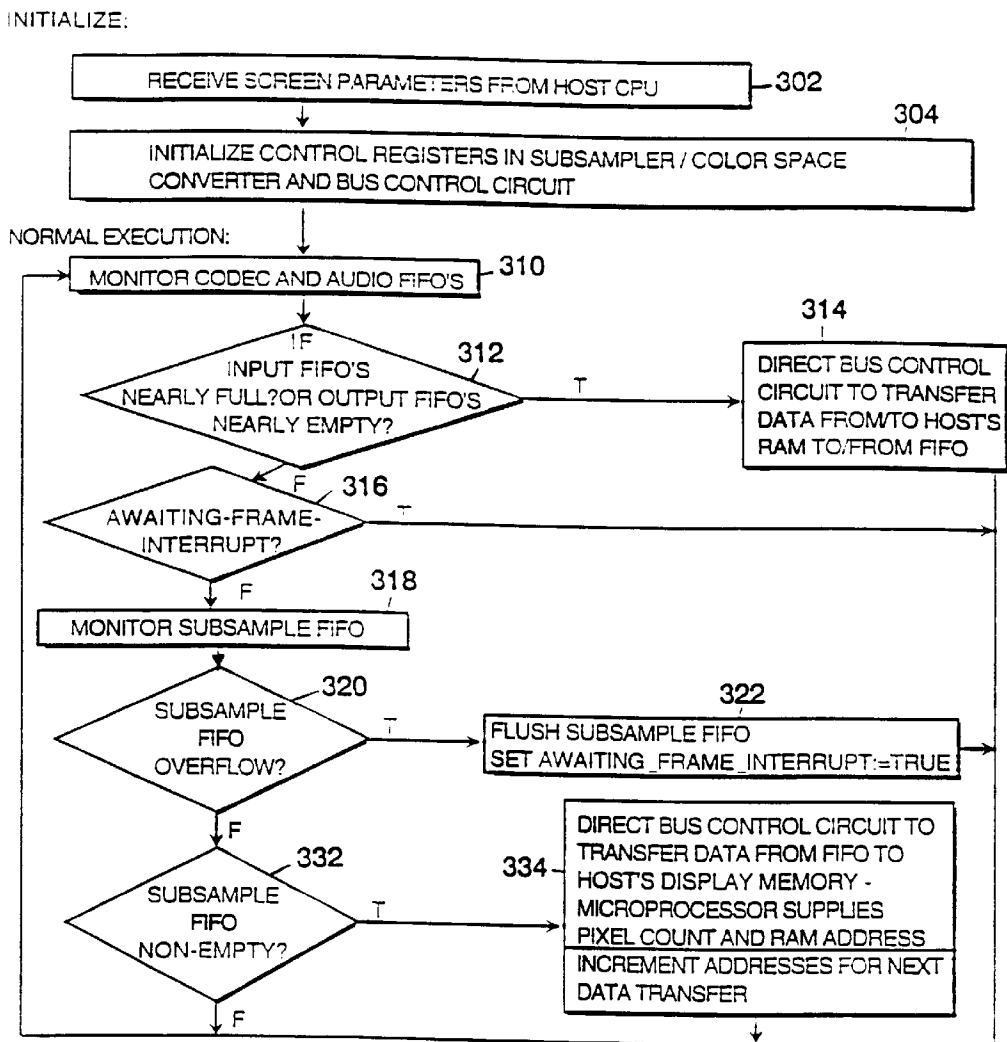 INITIALIZE:
RECEIVE SCREEN PARAMETERS FROM HOST CPU
302
304
INITIALIZE CONTROL REGISTERS IN SUBSAMPLER / COLOR SPACE
CONVERTER AND BUS CONTROL CIRCUIT
NORMAL EXECUTION:
MONITOR CODEC AND AUDIO FIFO'S
310
IF
INPUT FIFO'S
NEARLY FULL?OR OUTPUT FIFO'S
NEARLY EMPTY?
312
T
314
DIRECT BUS CONTROL
CIRCUIT TO TRANSFER
DATA FROM/TO HOST'S
RAM TO/FROM FIFO
F
316
AWAITING-FRAME-
INTERRUPT?
T
F
318
MONITOR SUBSAMPLE FIFO
320
SUBSAMPLE
FIFO
OVERFLOW?
T
322
FLUSH SUBSAMPLE FIFO
SET AWAITING_FRAME_INTERRUPT:=TRUE
F
332
SUBSAMPLE
FIFO
NON-EMPTY?
T
334
DIRECT BUS CONTROL CIRCUIT TO
TRANSFER DATA FROM FIFO TO
HOST'S DISPLAY MEMORY -
MICROPROCESSOR SUPPLIES
PIXEL COUNT AND RAM ADDRESS
INCREMENT ADDRESSES FOR NEXT
DATA TRANSFER
F